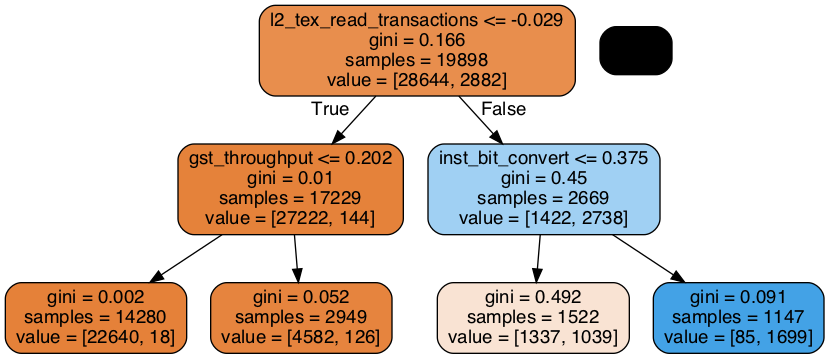 l2_tex_read_transactions <= -0.029
gini = 0.166
samples = 19898
value = [28644, 2882]
True
False
gst_throughput <= 0.202
gini = 0.01
samples = 17229
value = [27222, 144]
inst_bit_convert <= 0.375
gini = 0.45
samples = 2669
value = [1422, 2738]
gini = 0.002
samples = 14280
value = [22640, 18]
gini = 0.052
samples = 2949
value = [4582, 126]
gini = 0.492
samples = 1522
value = [1337, 1039]
gini = 0.091
samples = 1147
value = [85, 1699]